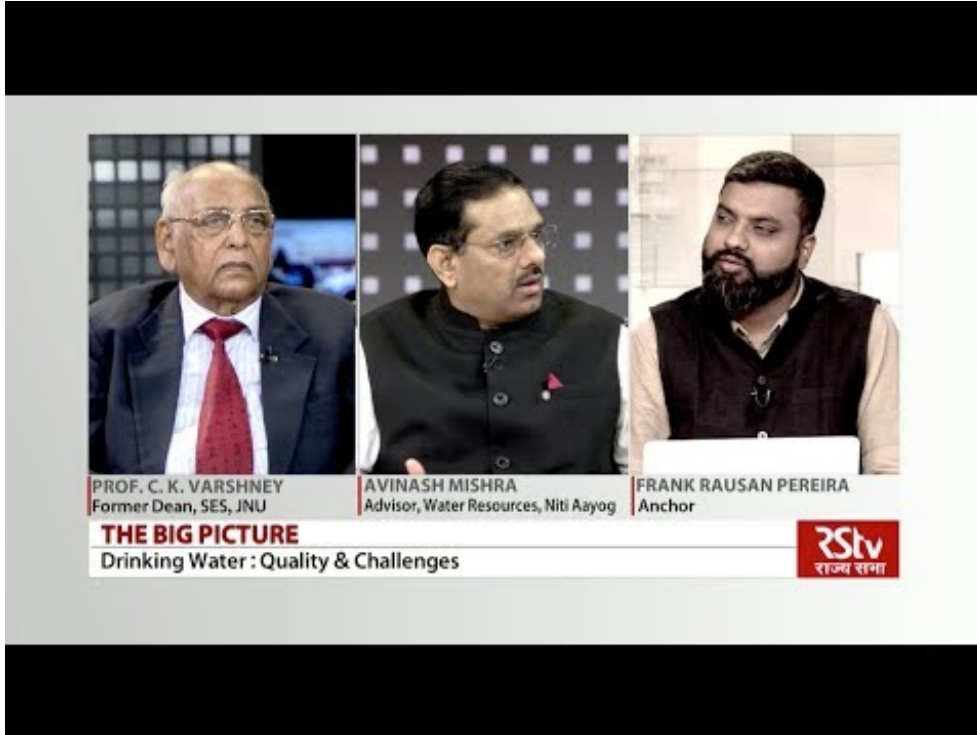 PROF. C. K. VARSHNEY
Former Dean, SES, JNU
AVINASH MISHRA
Advisor, Water Resources, Niti Aayog
FRANK RAUSAN PEREIRA
Anchor
THE BIG PICTURE
Drinking Water : Quality & Challenges
RStv
राज्य सभा